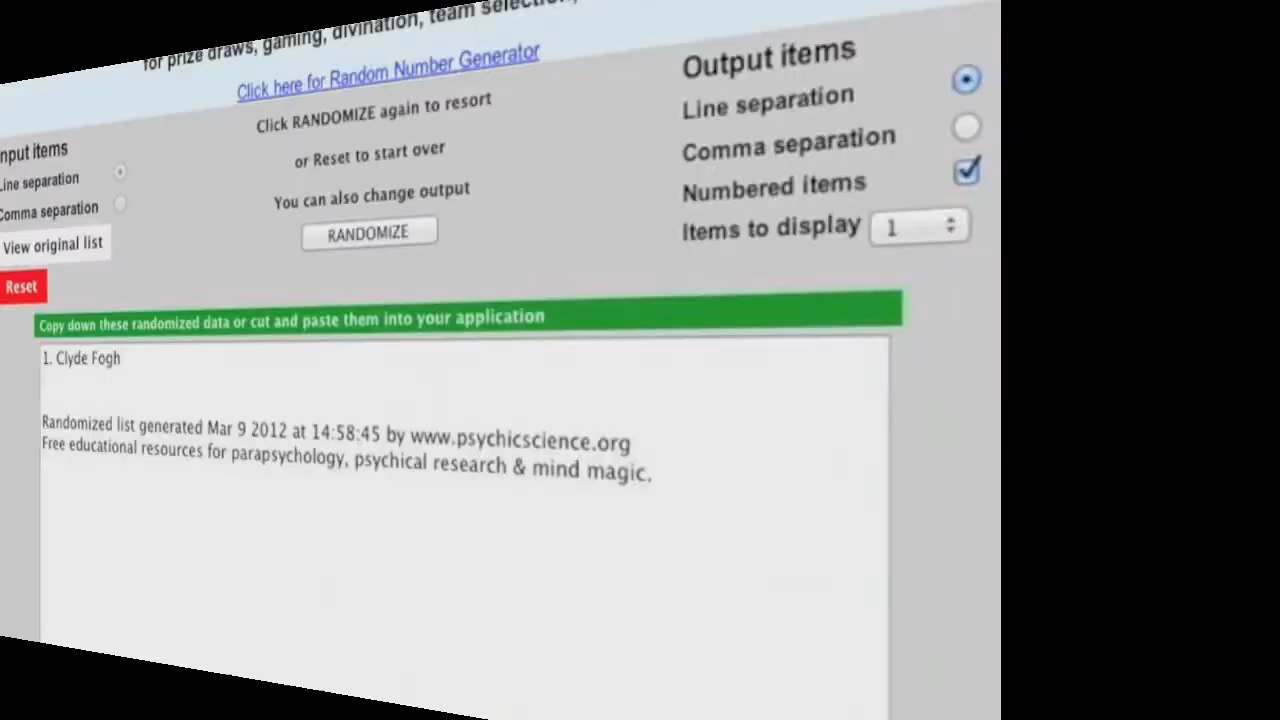 for prize draws, gaming, divination, team selection,
Click here for Random Number Generator
Click RANDOMIZE again to resort
or Reset to start over
You can also change output
RANDOMIZE
Input items
Line separation
Comma separation
View original list
Reset
Output items
Line separation
Comma separation
Numbered items
Items to display 1
Copy down these randomized data or cut and paste them into your application
1. Clyde Fogh
Randomized list generated Mar 9 2012 at 14:58:45 by www.psychicscience.org
Free educational resources for parapsychology, psychical research & mind magic.